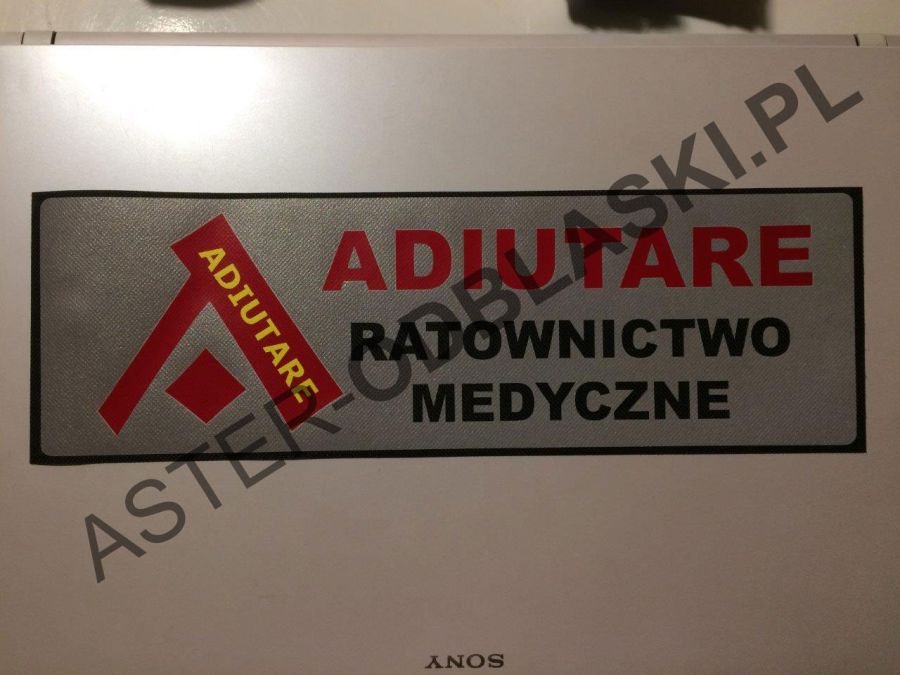 ADIUTARE
ADIUTARE
RATOWNICTWO
MEDYCZNE
ASTER-ODBLASKI.PL
SONY